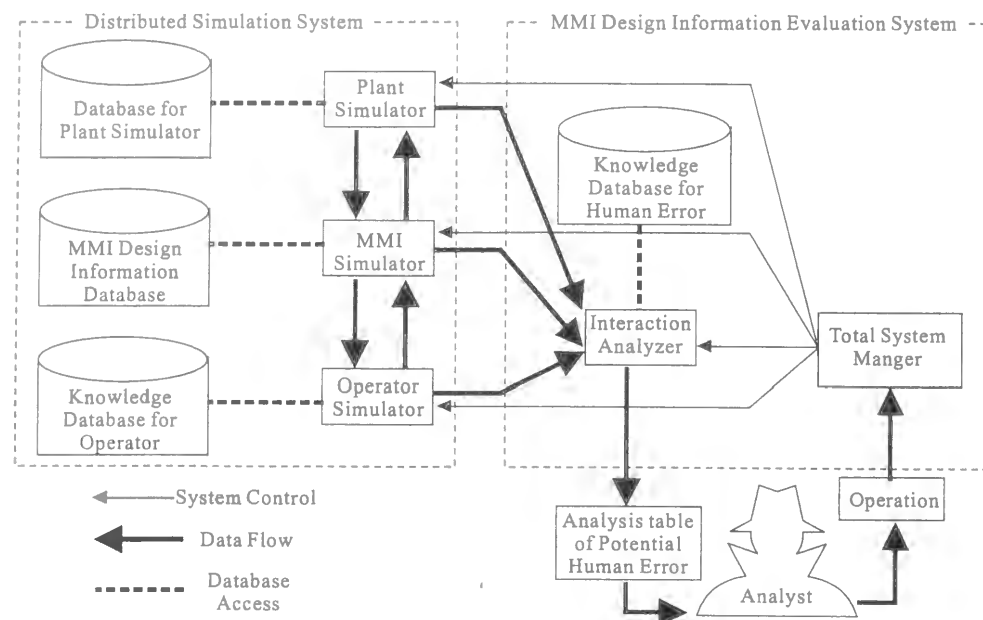 Distributed Simulation System
MMI Design Information Evaluation System
Database for
Plant Simulator
Plant
Simulator
Knowledge
Database for
Human Error
MMI Design
Information
Database
MMI
Simulator
Interaction
Analyzer
Total System
Manger
Knowledge
Database for
Operator
Operator
Simulator
System Control
Data Flow
Database
Access
Analysis table
of Potential
Human Error
Analyst
Operation